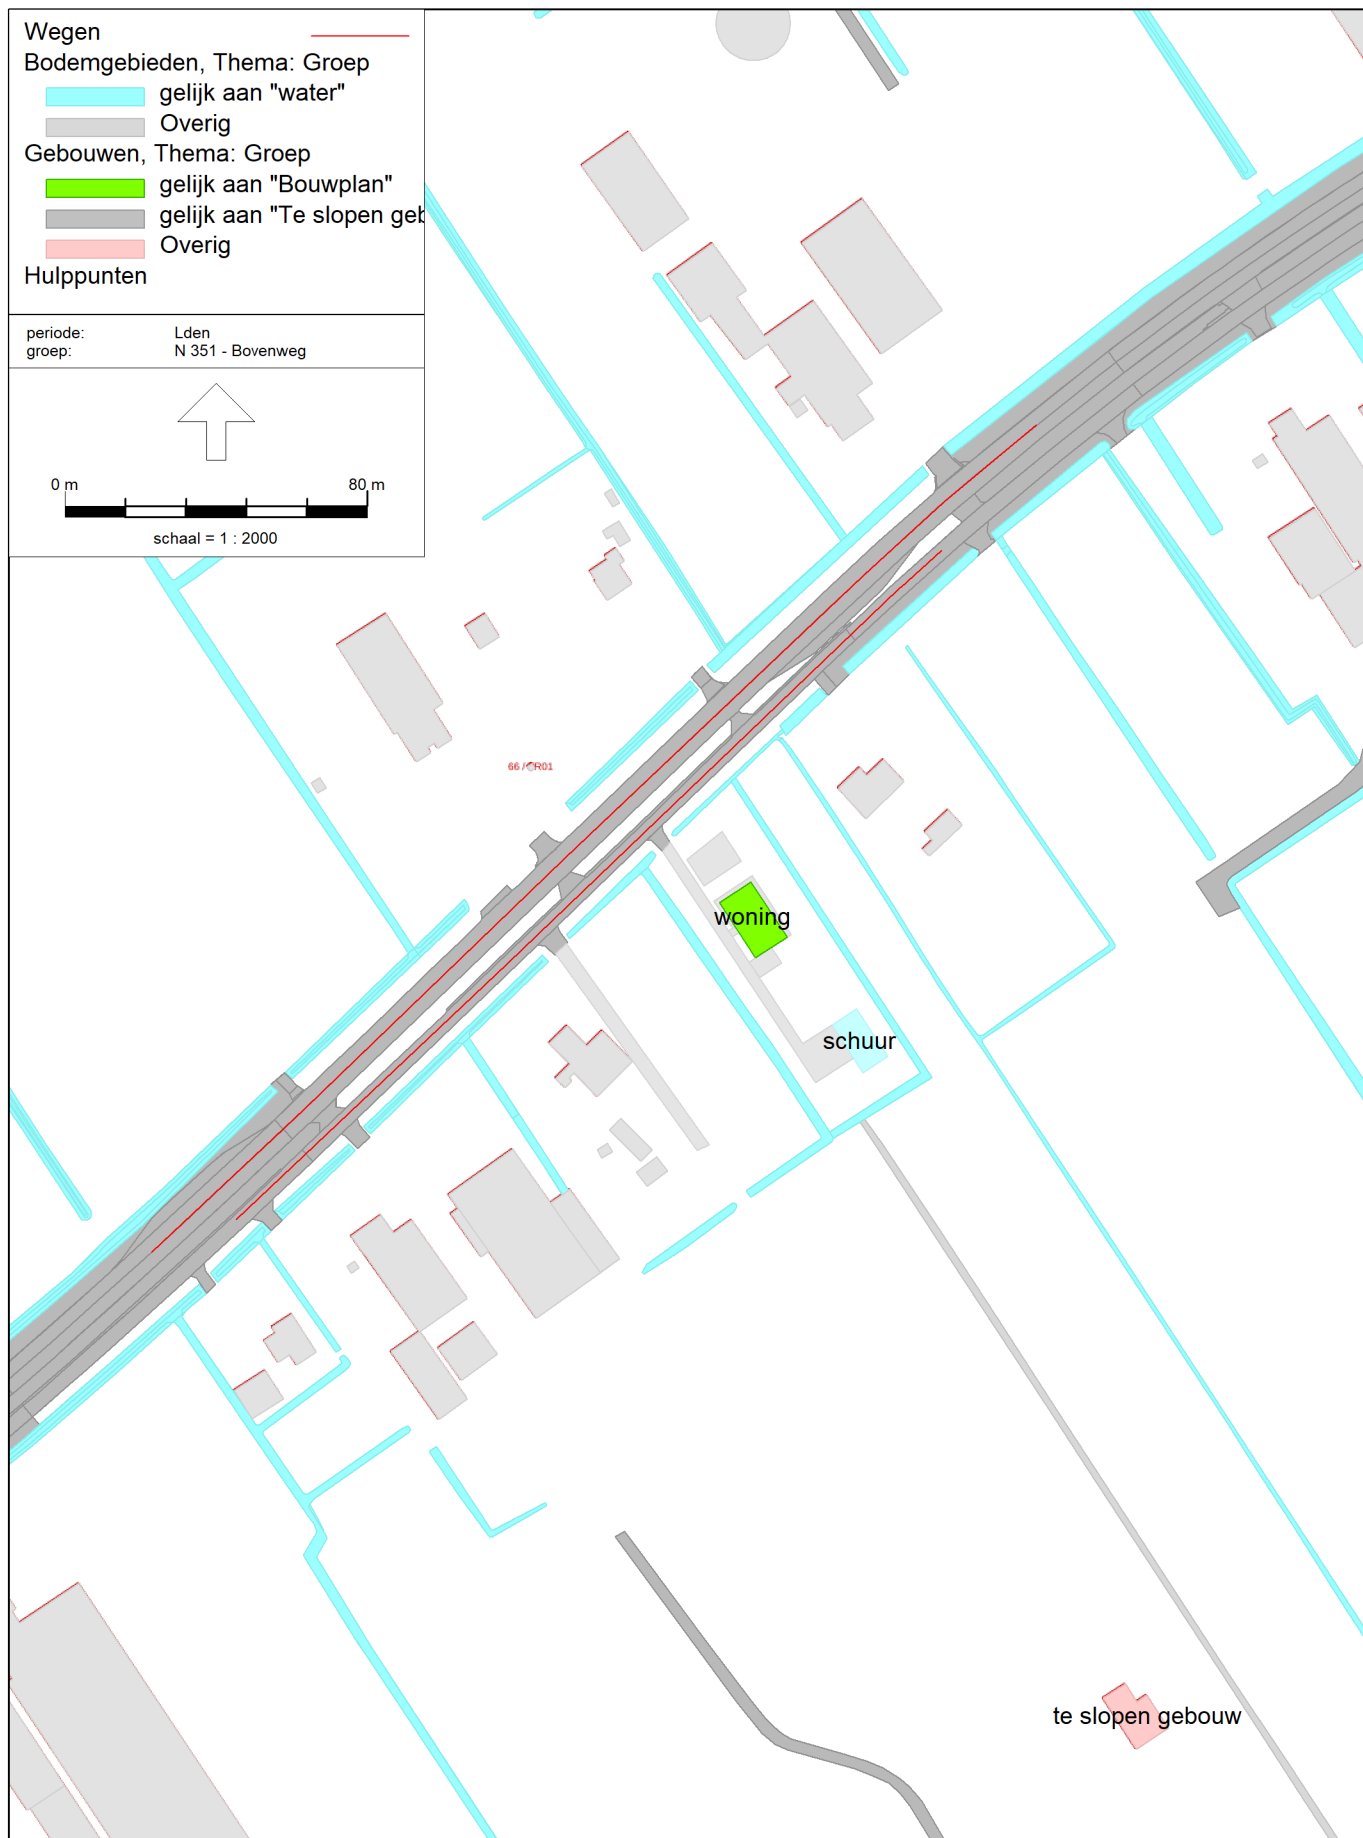 Wegen
Bodemgebieden, Thema: Groep
gelijk aan "water"
Overig
Gebouwen, Thema: Groep
gelijk aan "Bouwplan"
gelijk aan "Te slopen geb
Overig
Hulppunten
periode: Lden
groep: N 351 - Bovenweg
0 m 80 m
schaal = 1 : 2000
66 /
woning
schuur
te slopen gebouw